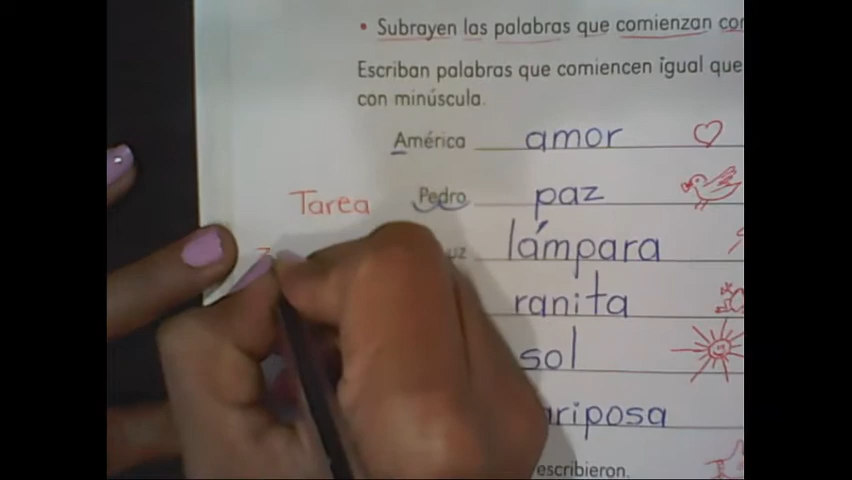 • Subrayen las palabras que comienzan con
Escriban palabras que comiencen igual que
con minúscula.
América amor
Tarea Pedro paz
lámpara
ranita
sol
escribieron.